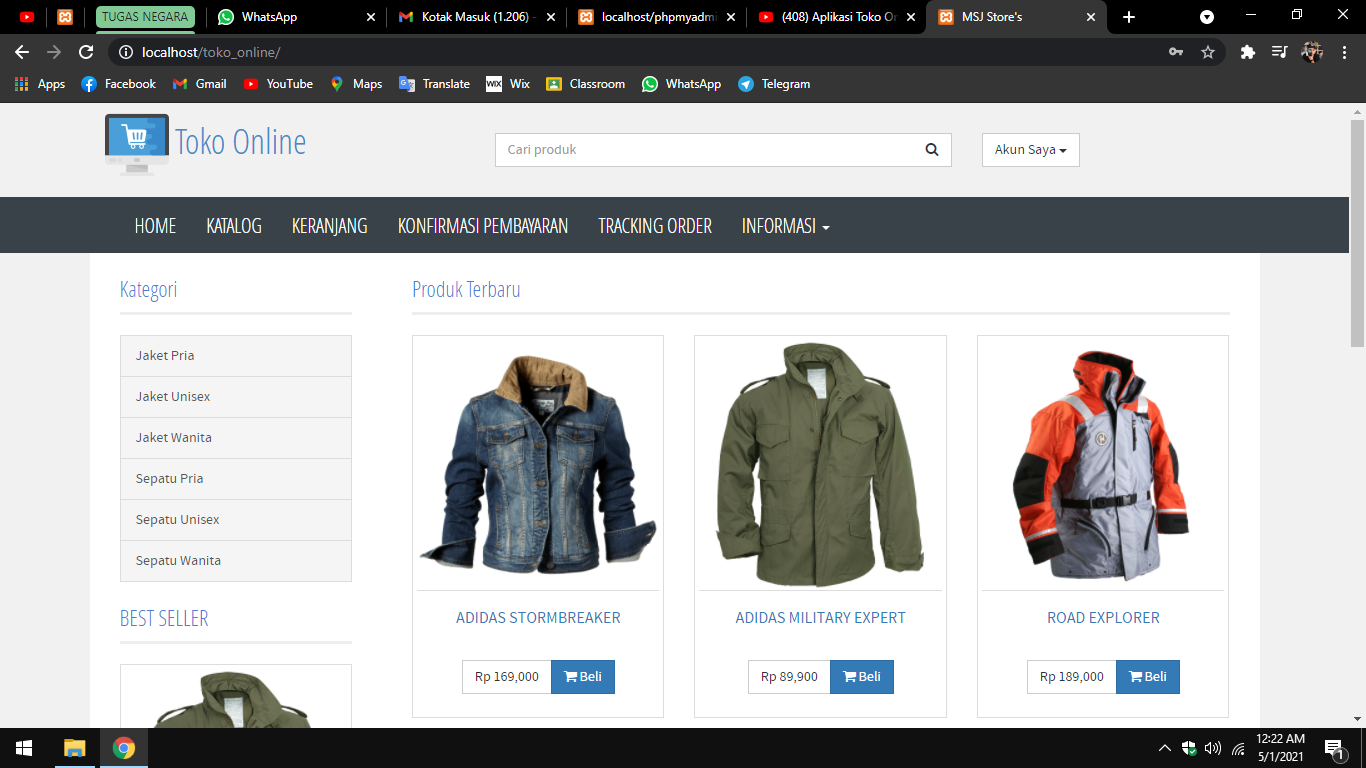 TUGAS NEGARA
WhatsApp
Kotak Masuk (1.206) -
localhost/phpmyadmi
(408) Aplikasi Toko On
MSJ Store's
localhost/toko_online/
Apps
Facebook
Gmail
YouTube
Maps
Translate
WIX Wix
Classroom
WhatsApp
Telegram
Toko Online
Cari produk
Akun Saya
HOME
KATALOG
KERANJANG
KONFIRMASI PEMBAYARAN
TRACKING ORDER
INFORMASI
Kategori
Jaket Pria
Jaket Unisex
Jaket Wanita
Sepatu Pria
Sepatu Unisex
Sepatu Wanita
BEST SELLER
Produk Terbaru
ADIDAS STORMBREAKER
Rp 169,000
Beli
ADIDAS MILITARY EXPERT
Rp 89,900
Beli
ROAD EXPLORER
Rp 189,000
Beli
12:22 AM
5/1/2021
1